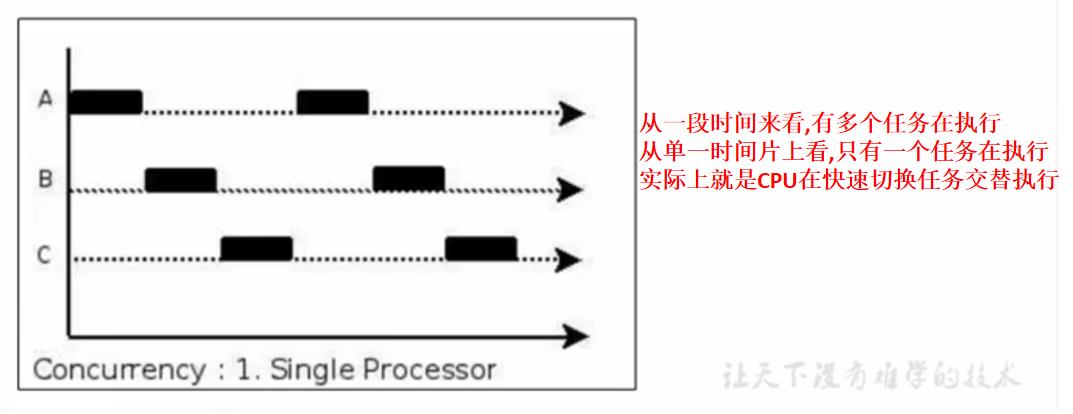 A
B
C
Concurrency : 1. Single Processor
从一段时间来看,有多个任务在执行
从单一时间片上看,只有一个任务在执行
实际上就是CPU在快速切换任务交替执行
让天下没有难学的技术